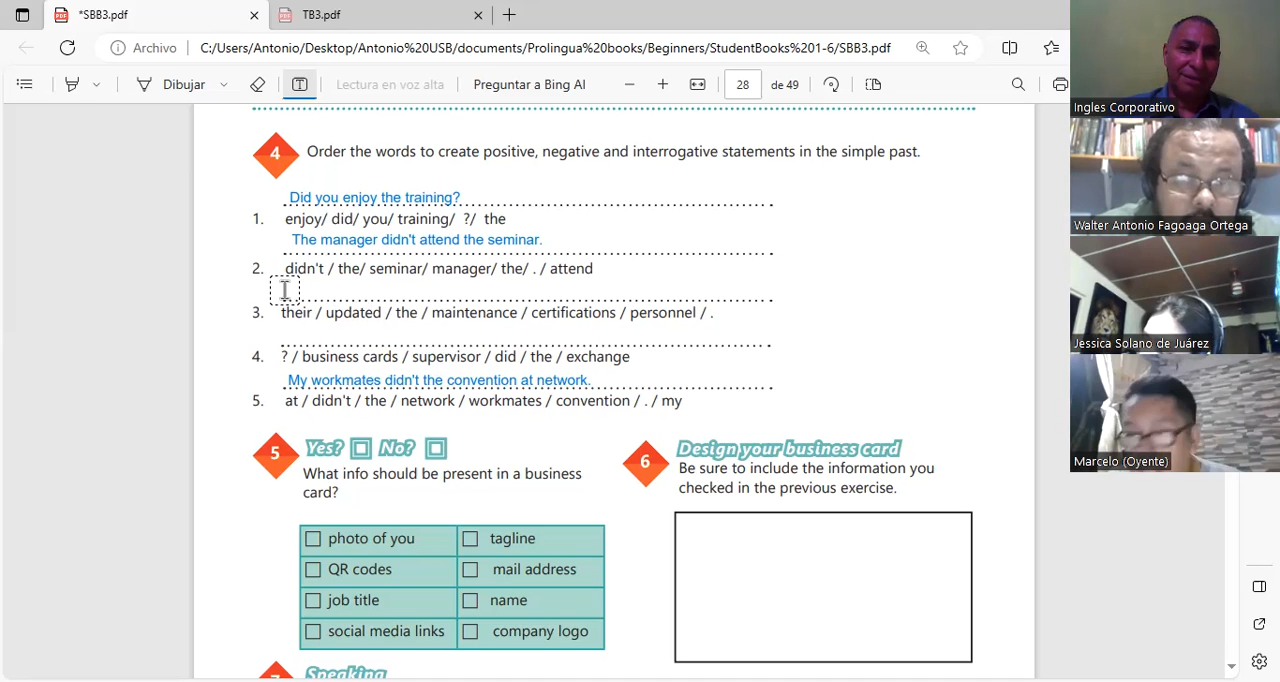 *SBB3.pdf
TB3.pdf
Archivo
C:/Users/Antonio/Desktop/Antonio%20USB/documents/Prolingua%20books/Beginners/StudentBooks%201-6/SBB3.pdf
Dibujar
Lectura en voz alta
Preguntar a Bing AI
28
de 49
Ingles Corporativo
Walter Antonio Fagoaga Ortega
Jessica Solano de Juárez
Marcelo (Oyente)
4
Order the words to create positive, negative and interrogative statements in the simple past.
Did you enjoy the training?
1. enjoy/ did/ you/ training/ ?/ the
The manager didn't attend the seminar.
2. didn't / the/ seminar/ manager/ the/ . / attend
3. their / updated / the / maintenance / certifications / personnel / .
4. ? / business cards / supervisor / did / the / exchange
My workmates didn't the convention at network.
5. at / didn't / the / network / workmates / convention / . / my
5
Yes? No?
What info should be present in a business
card?
photo of you
tagline
QR codes
mail address
job title
name
social media links
company logo
6
Design your business card
Be sure to include the information you
checked in the previous exercise.
Speaking